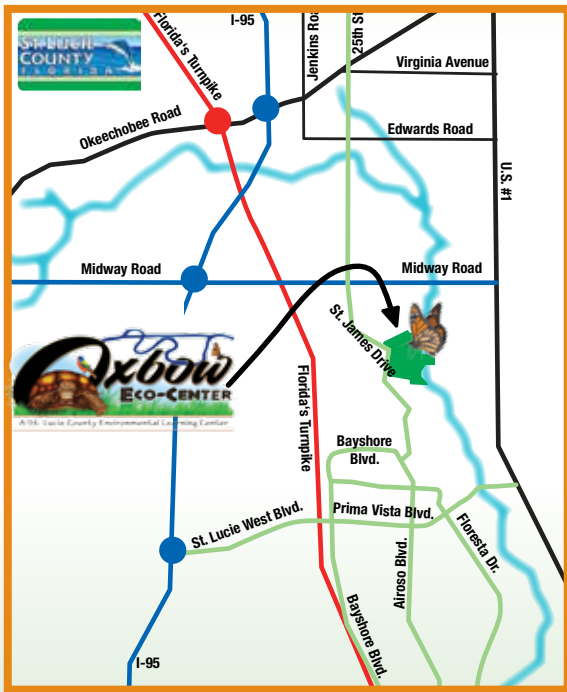 ST. LUCIE
COUNTY
FLORIDA
Florida's Turnpike
I-95
Jenkins Road
25th St
Virginia Avenue
Okeechobee Road
Edwards Road
U.S. #1
Midway Road
Midway Road
St. James Drive
Oxbow
ECO-CENTER
A St. Lucie County Environmental Learning Center
Florida's Turnpike
Bayshore
Blvd.
St. Lucie West Blvd.
Prima Vista Blvd.
Floresta Dr.
Airoso Blvd.
Bayshore Blvd.
I-95